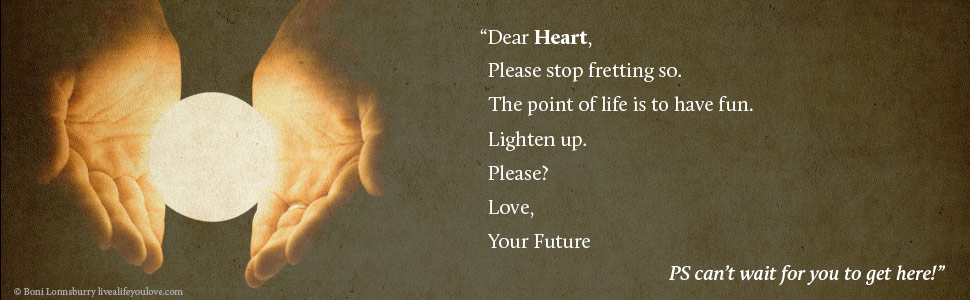 “Dear Heart,
Please stop fretting so.
The point of life is to have fun.
Lighten up.
Please?
Love,
Your Future
PS can’t wait for you to get here!”
© Boni Lonnsburry livealifeyoulove.com